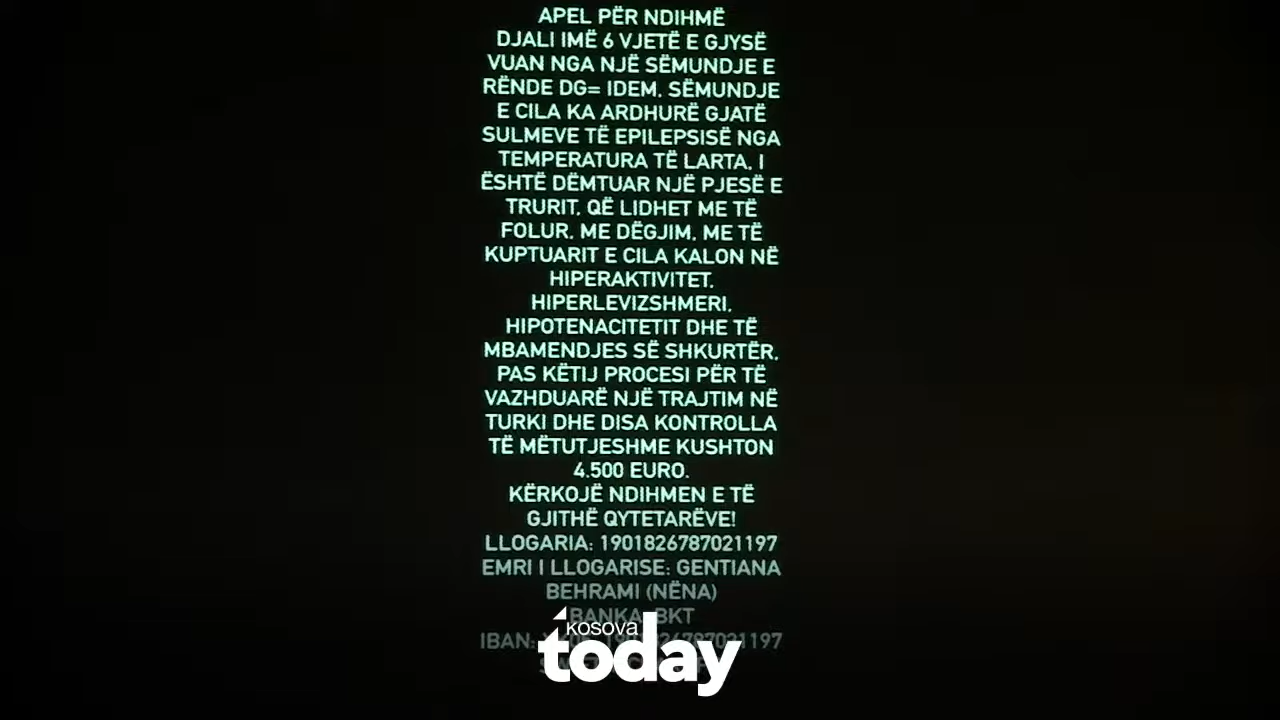 APEL PËR NDIHMË
DJALI IMË 6 VJETË E GJYSË
VUAN NGA NJË SËMUNDJE E
RËNDE DG= IDEM, SËMUNDJE
E CILA KA ARDHURË GJATË
SULMEVE TË EPILEPSISË NGA
TEMPERATURA TË LARTA, I
ËSHTË DËMTUAR NJË PJESË E
TRURIT, QË LIDHET ME TË
FOLUR, ME DËGJIM, ME TË
KUPTUARIT E CILA KALON NË
HIPERAKTIVITET,
HIPERLEVIZSHMERI,
HIPOTENACITETIT DHE TË
MBAMENDJES SË SHKURTËR,
PAS KËTIJ PROCESI PËR TË
VAZHDUARË NJË TRAJTIM NË
TURKI DHE DISA KONTROLLA
TË MËTUTJESHME KUSHTON
4.500 EURO.
KËRKOJË NDIHMEN E TË
GJITHË QYTETARËVE!
LLOGARIA: 1901826787021197
EMRI I LLOGARISE: GENTIANA
BEHRAMI (NËNA)
BANKA: BKT
IBAN:
kosova
today